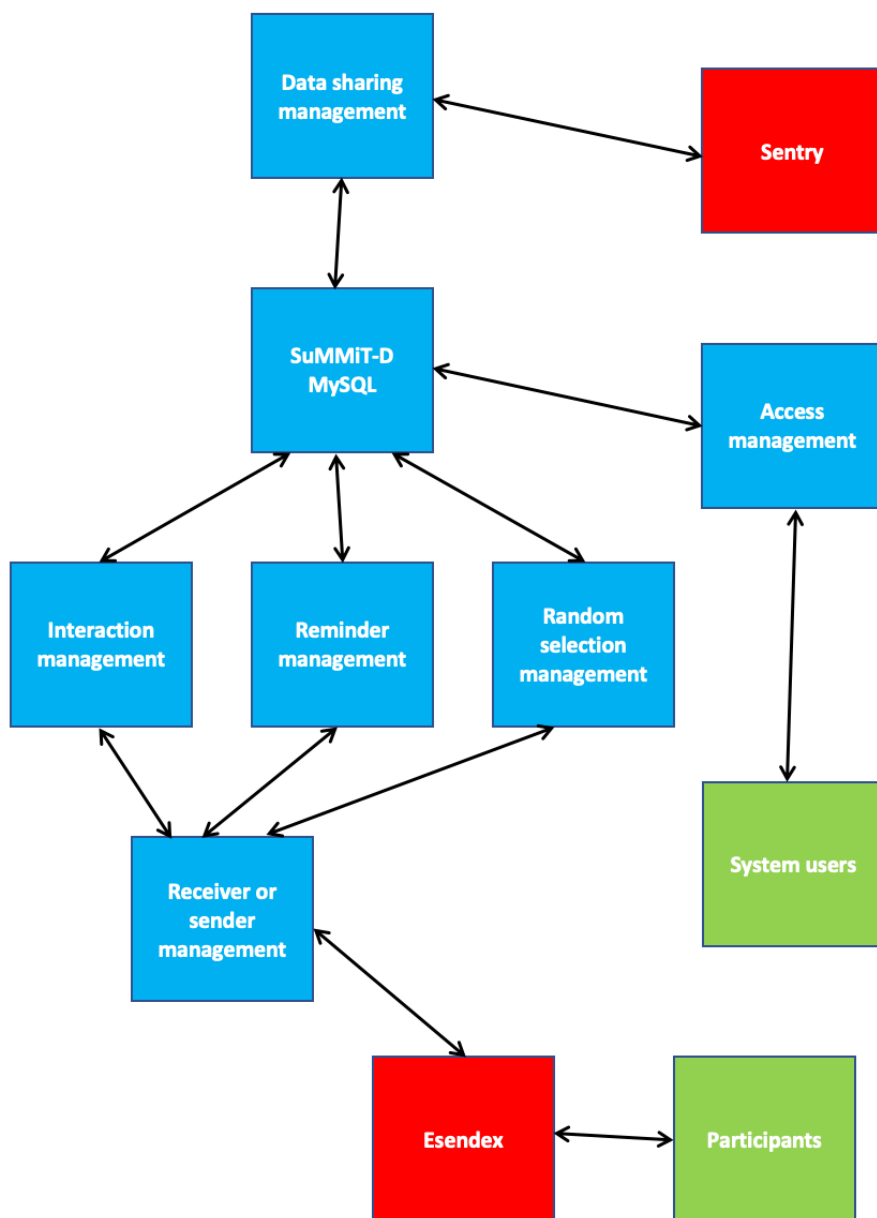 Data sharing
management
Sentry
SuMMiT-D
MySQL
Access
management
Interaction
management
Reminder
management
Random
selection
management
Receiver or
sender
management
System users
Esendex
Participants